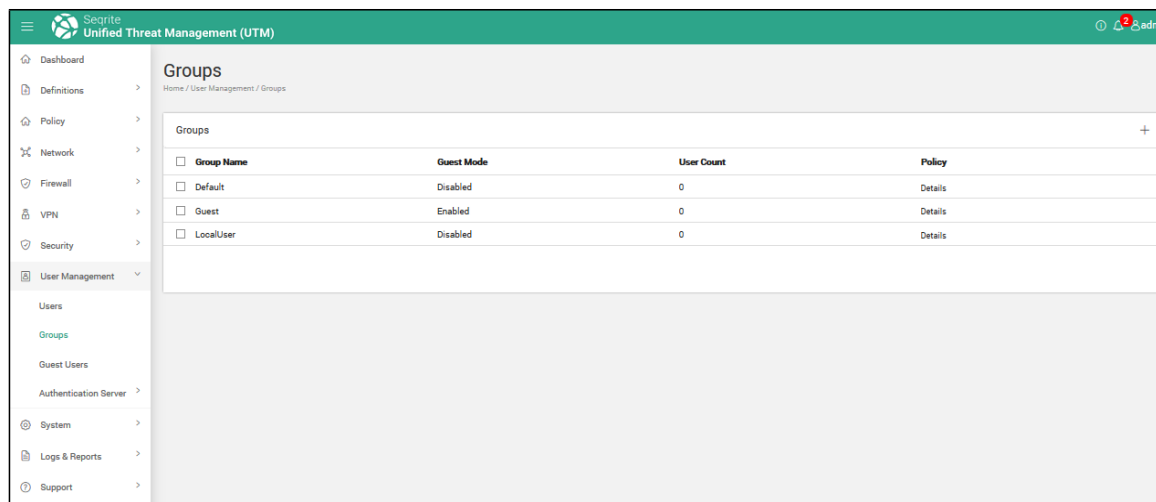 Seqrite
Unified Threat Management (UTM)
2
adm
Dashboard
Definitions
Policy
Network
Firewall
VPN
Security
User Management
Users
Groups
Guest Users
Authentication Server
System
Logs & Reports
Support
Groups
Home / User Management / Groups
Groups
+
Group Name Guest Mode User Count Policy
Default Disabled 0 Details
Guest Enabled 0 Details
LocalUser Disabled 0 Details